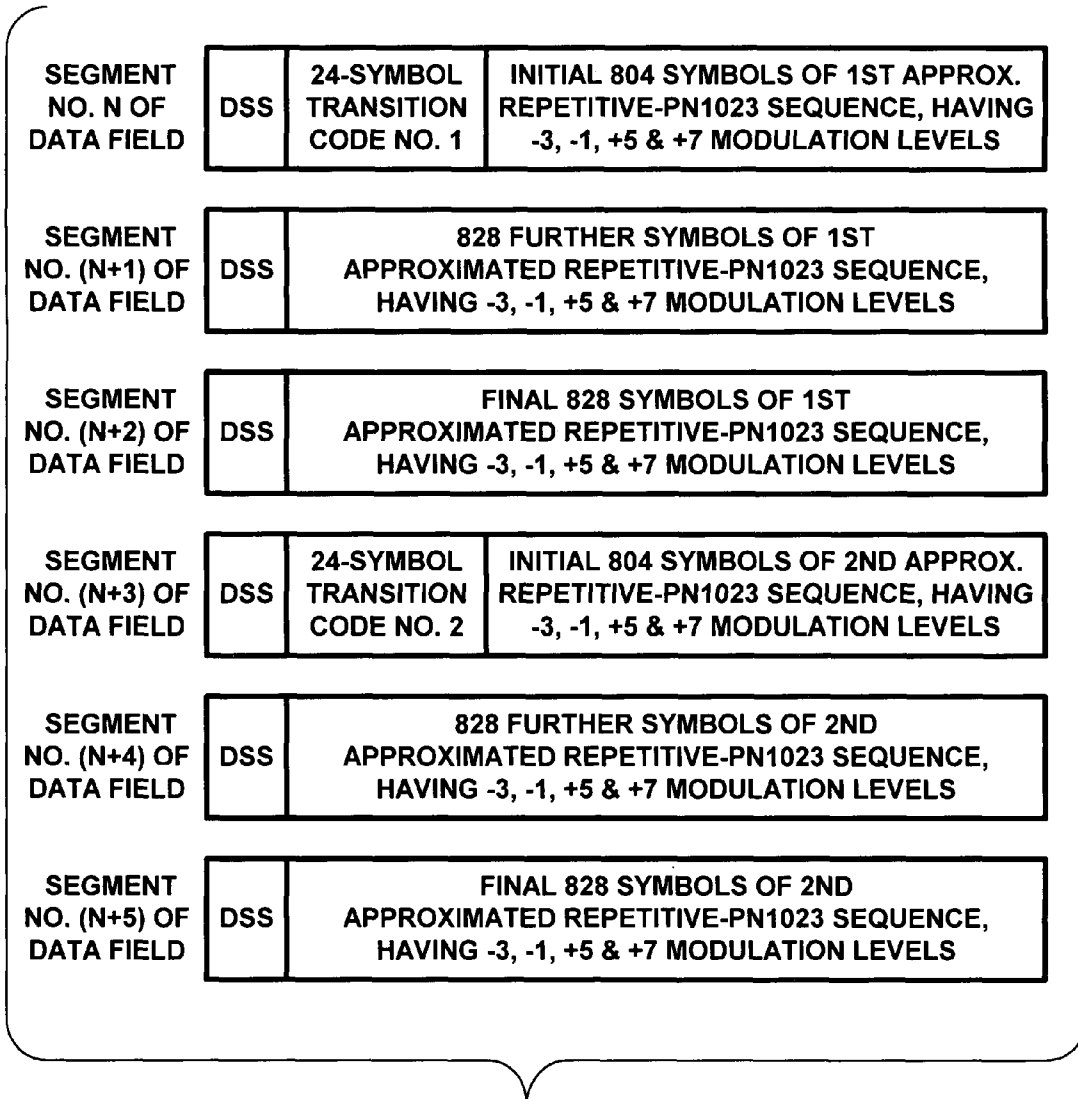 SEGMENT
NO. N OF
DATA FIELD
DSS
24-SYMBOL
TRANSITION
CODE NO. 1
INITIAL 804 SYMBOLS OF 1ST APPROX.
REPETITIVE-PN1023 SEQUENCE, HAVING
-3, -1, +5 & +7 MODULATION LEVELS
SEGMENT
NO. (N+1) OF
DATA FIELD
DSS
828 FURTHER SYMBOLS OF 1ST
APPROXIMATED REPETITIVE-PN1023 SEQUENCE,
HAVING -3, -1, +5 & +7 MODULATION LEVELS
SEGMENT
NO. (N+2) OF
DATA FIELD
DSS
FINAL 828 SYMBOLS OF 1ST
APPROXIMATED REPETITIVE-PN1023 SEQUENCE,
HAVING -3, -1, +5 & +7 MODULATION LEVELS
SEGMENT
NO. (N+3) OF
DATA FIELD
DSS
24-SYMBOL
TRANSITION
CODE NO. 2
INITIAL 804 SYMBOLS OF 2ND APPROX.
REPETITIVE-PN1023 SEQUENCE, HAVING
-3, -1, +5 & +7 MODULATION LEVELS
SEGMENT
NO. (N+4) OF
DATA FIELD
DSS
828 FURTHER SYMBOLS OF 2ND
APPROXIMATED REPETITIVE-PN1023 SEQUENCE,
HAVING -3, -1, +5 & +7 MODULATION LEVELS
SEGMENT
NO. (N+5) OF
DATA FIELD
DSS
FINAL 828 SYMBOLS OF 2ND
APPROXIMATED REPETITIVE-PN1023 SEQUENCE,
HAVING -3, -1, +5 & +7 MODULATION LEVELS